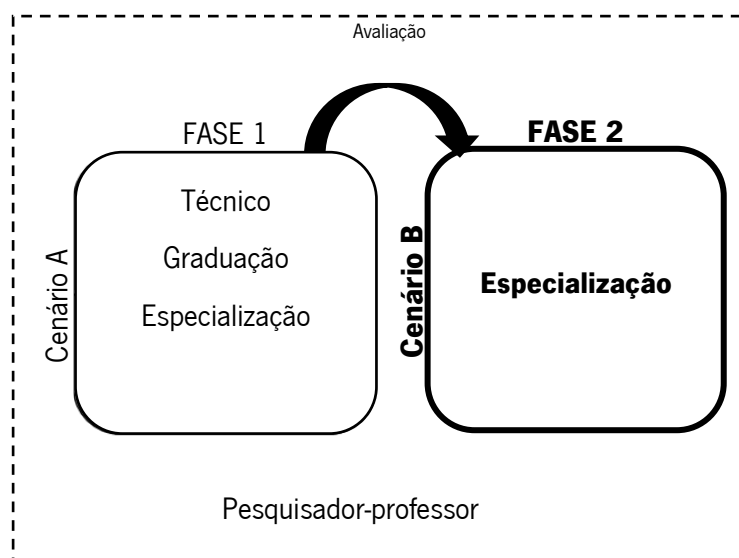 Avaliação
FASE 1
FASE 2
Cenário A
Técnico
Graduação
Especialização
Cenário B
Especialização
Pesquisador-professor